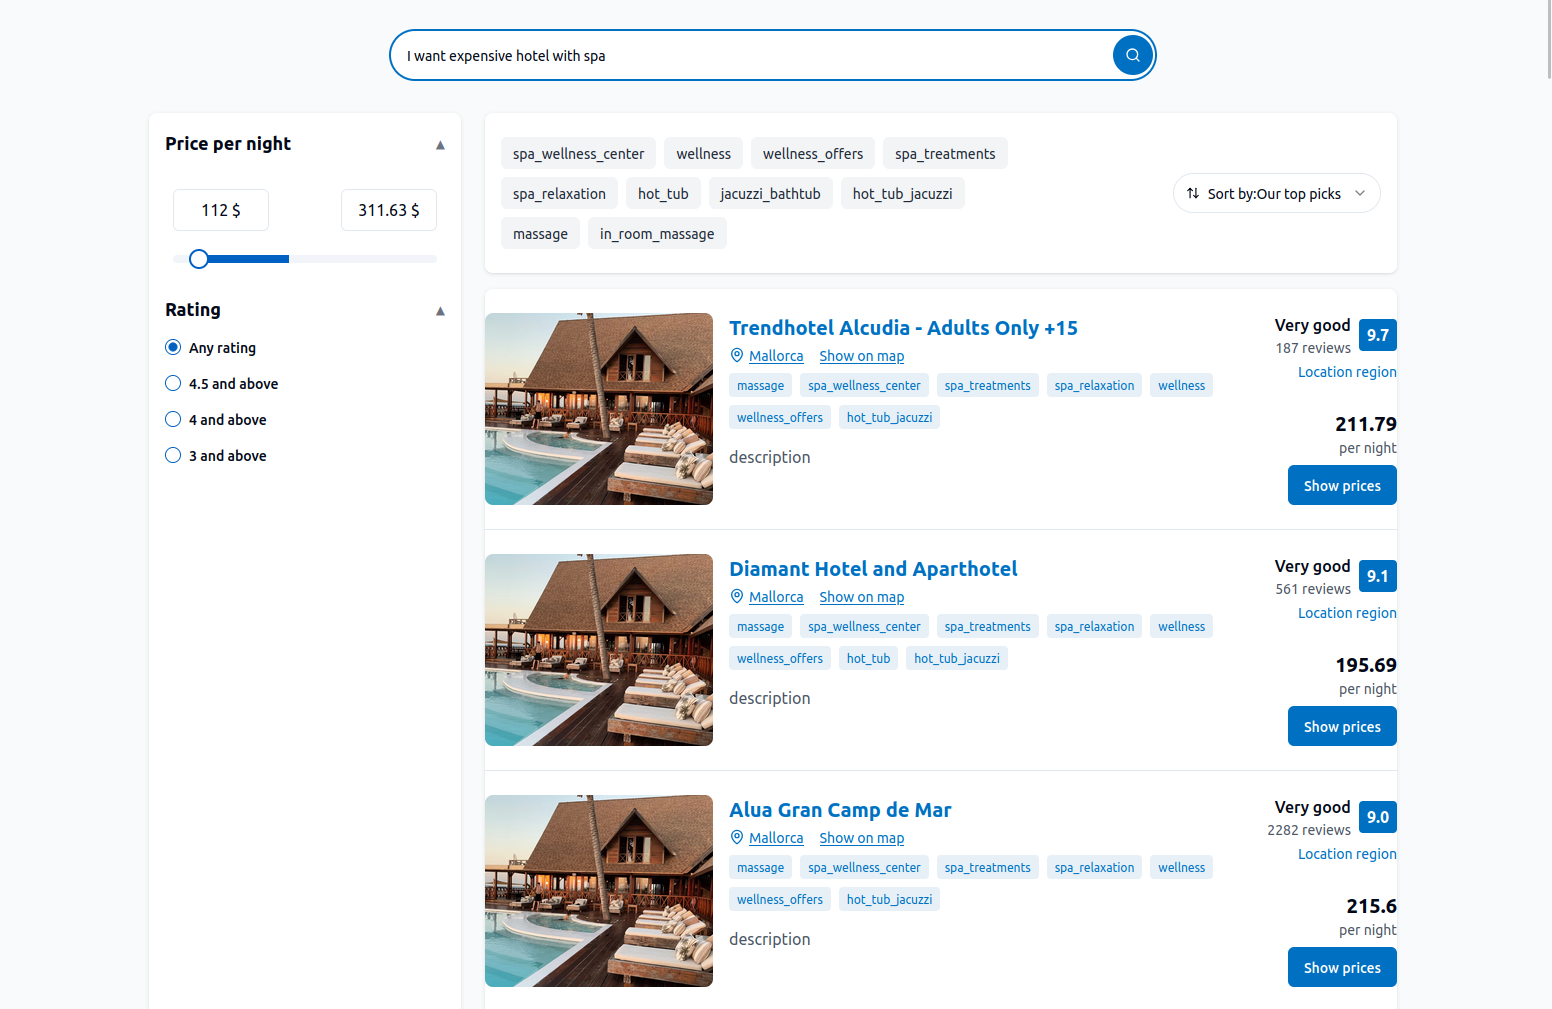 I want expensive hotel with spa
Price per night
112 $ 311.63 $
Rating
Any rating
4.5 and above
4 and above
3 and above
spa_wellness_center wellness wellness_offers spa_treatments
spa_relaxation hot_tub jacuzzi_bathtub hot_tub_jacuzzi
massage in_room_massage
Sort by:Our top picks
Trendhotel Alcudia - Adults Only +15
Mallorca Show on map
massage spa_wellness_center spa_treatments spa_relaxation wellness
wellness_offers hot_tub_jacuzzi
description
Very good 9.7
187 reviews
Location region
211.79
per night
Show prices
Diamant Hotel and Aparthotel
Mallorca Show on map
massage spa_wellness_center spa_treatments spa_relaxation wellness
wellness_offers hot_tub hot_tub_jacuzzi
description
Very good 9.1
561 reviews
Location region
195.69
per night
Show prices
Alua Gran Camp de Mar
Mallorca Show on map
massage spa_wellness_center spa_treatments spa_relaxation wellness
wellness_offers hot_tub_jacuzzi
description
Very good 9.0
2282 reviews
Location region
215.6
per night
Show prices